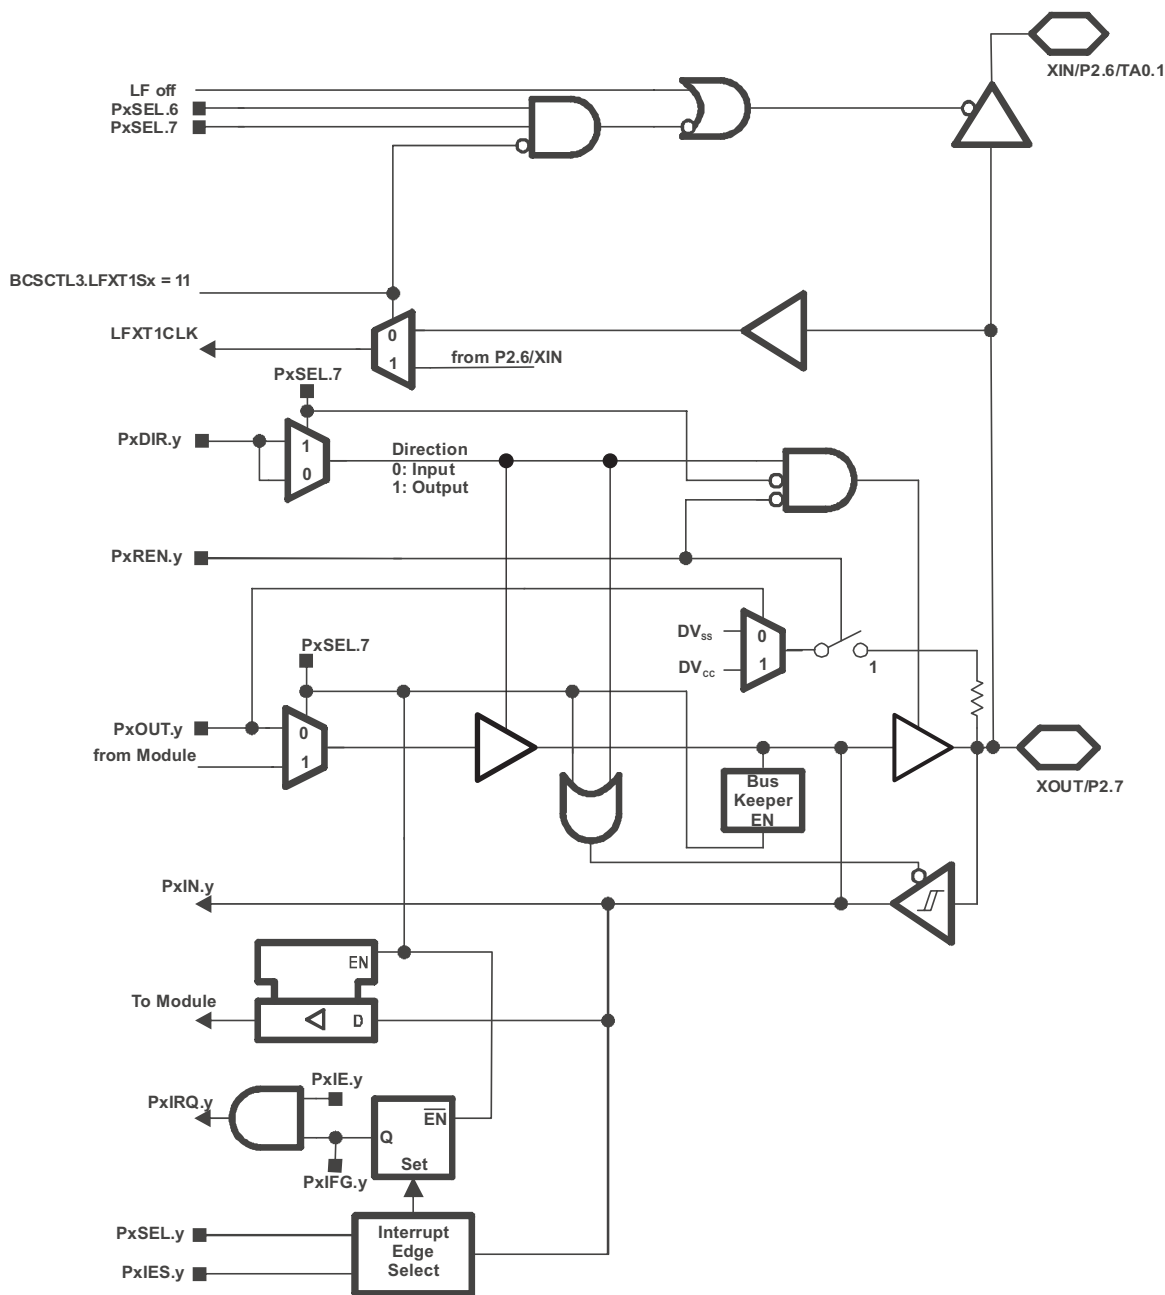 XIN/P2.6/TA0.1
LF off
PxSEL.6
PxSEL.7
BCSCTL3.LFXT1Sx = 11
LFXT1CLK
0
1
from P2.6/XIN
PxSEL.7
PxDIR.y
1
0
Direction
0: Input
1: Output
PxREN.y
DVss
0
DVcc
1
1
PxSEL.7
PxOUT.y
0
from Module
1
Bus
Keeper
EN
XOUT/P2.7
PxIN.y
EN
To Module
D
PxIE.y
PxIRQ.y
EN
Q
Set
PxIFG.y
PxSEL.y
PxIES.y
Interrupt
Edge
Select